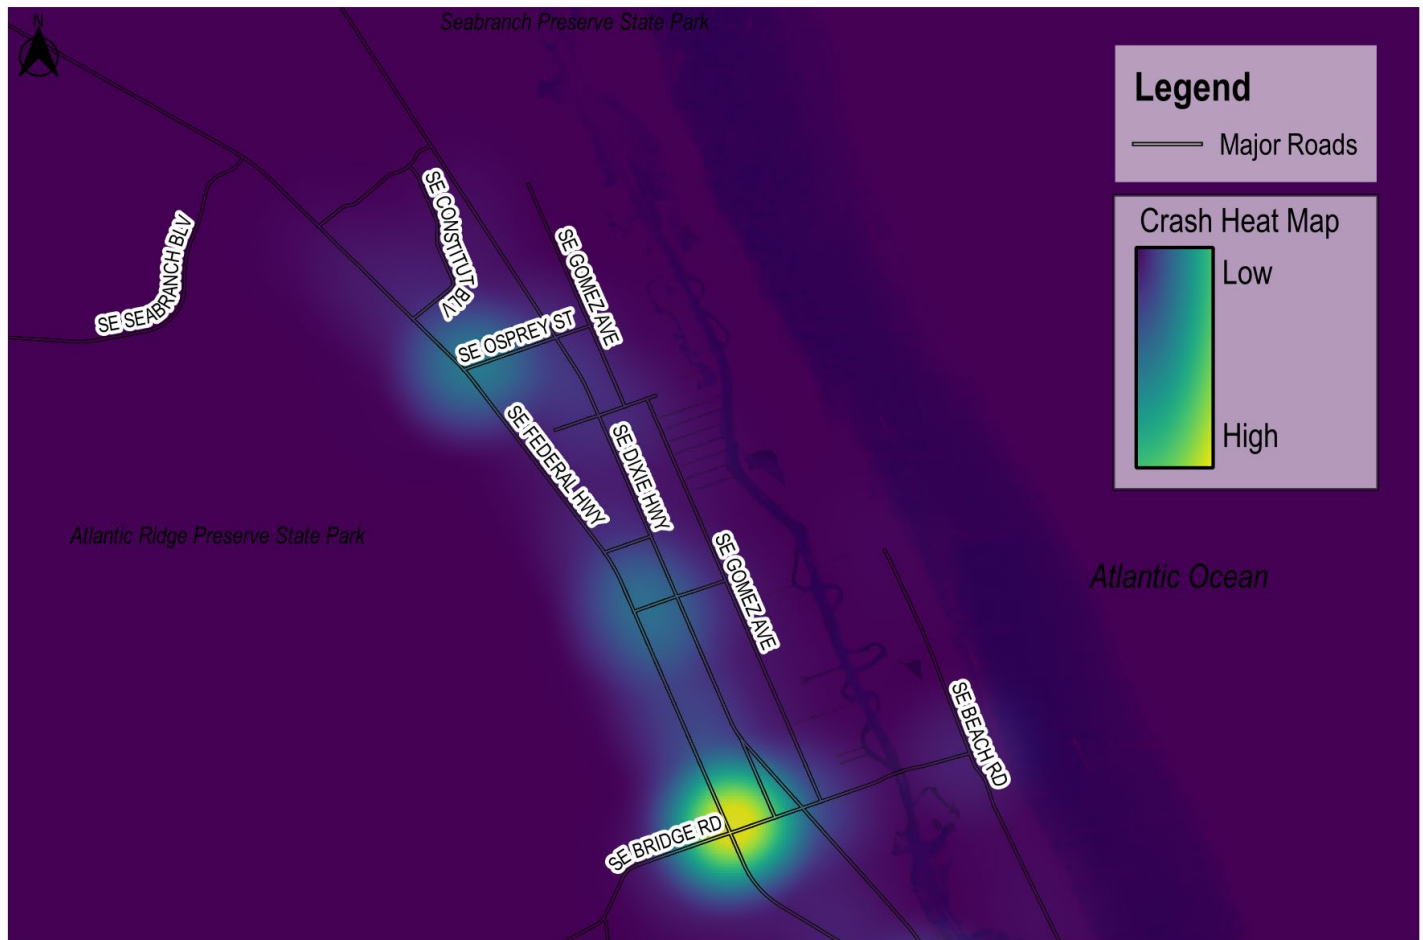 Seabranch Preserve State Park
N
Legend
Major Roads
Crash Heat Map
Low
High
SE CONSTITUT BLV
SE SEABRANCH BLV
SE GOMEZ AVE
SE OSPREY ST
SE FEDERAL HWY
SE DIXIE HWY
Atlantic Ridge Preserve State Park
SE GOMEZ AVE
Atlantic Ocean
SE BEACH RD
SE BRIDGE RD